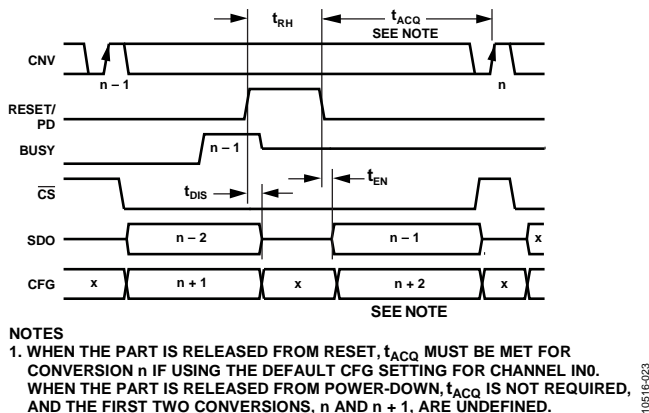 tRH
tACQ
SEE NOTE
CNV
n – 1
n
RESET/
PD
n – 1
BUSY
tEN
CS
tDIS
SDO
n – 2
n – 1
x
CFG
x
n + 1
x
n + 2
x
SEE NOTE
NOTES
1. WHEN THE PART IS RELEASED FROM RESET, tACQ MUST BE MET FOR
CONVERSION n IF USING THE DEFAULT CFG SETTING FOR CHANNEL IN0.
WHEN THE PART IS RELEASED FROM POWER-DOWN, tACQ IS NOT REQUIRED,
AND THE FIRST TWO CONVERSIONS, n AND n + 1, ARE UNDEFINED.
10516-023